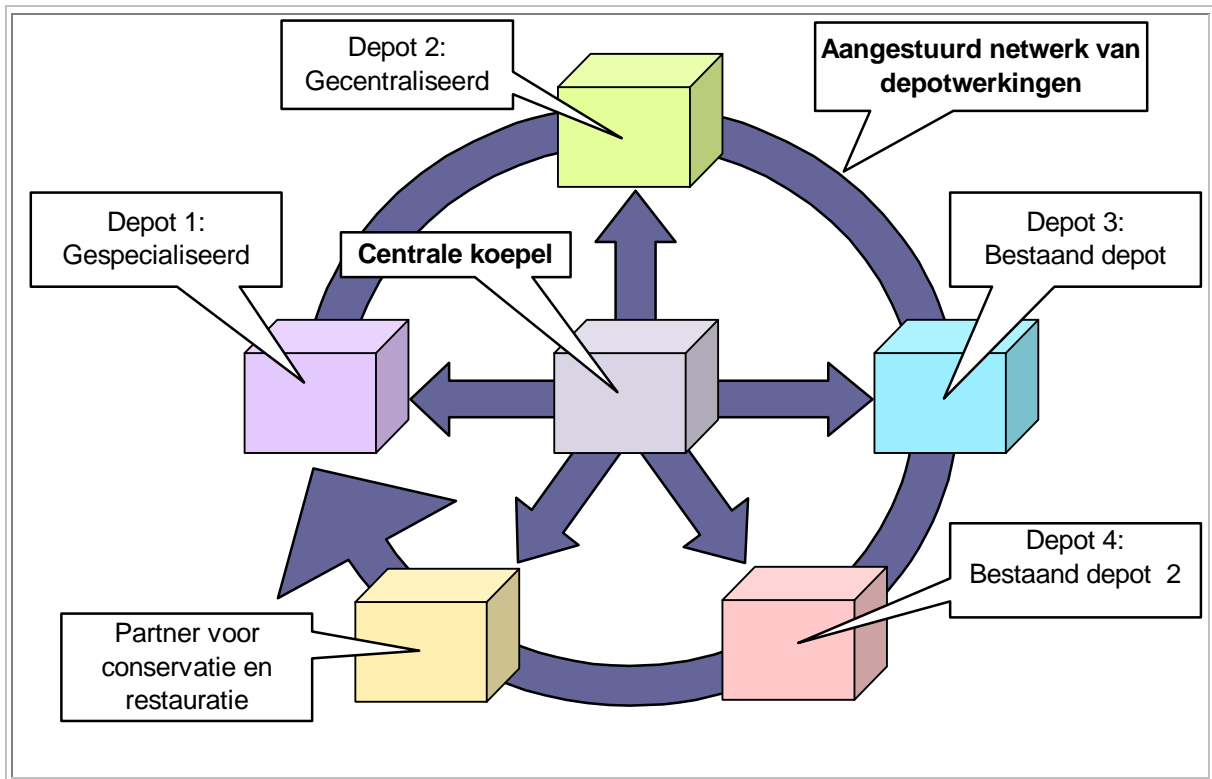 Depot 2:
Gecentraliseerd
Aangestuurd netwerk van
depotwerkingen
Depot 1:
Gespecialiseerd
Centrale koepel
Depot 3:
Bestaand depot
Depot 4:
Bestaand depot 2
Partner voor
conservatie en
restauratie